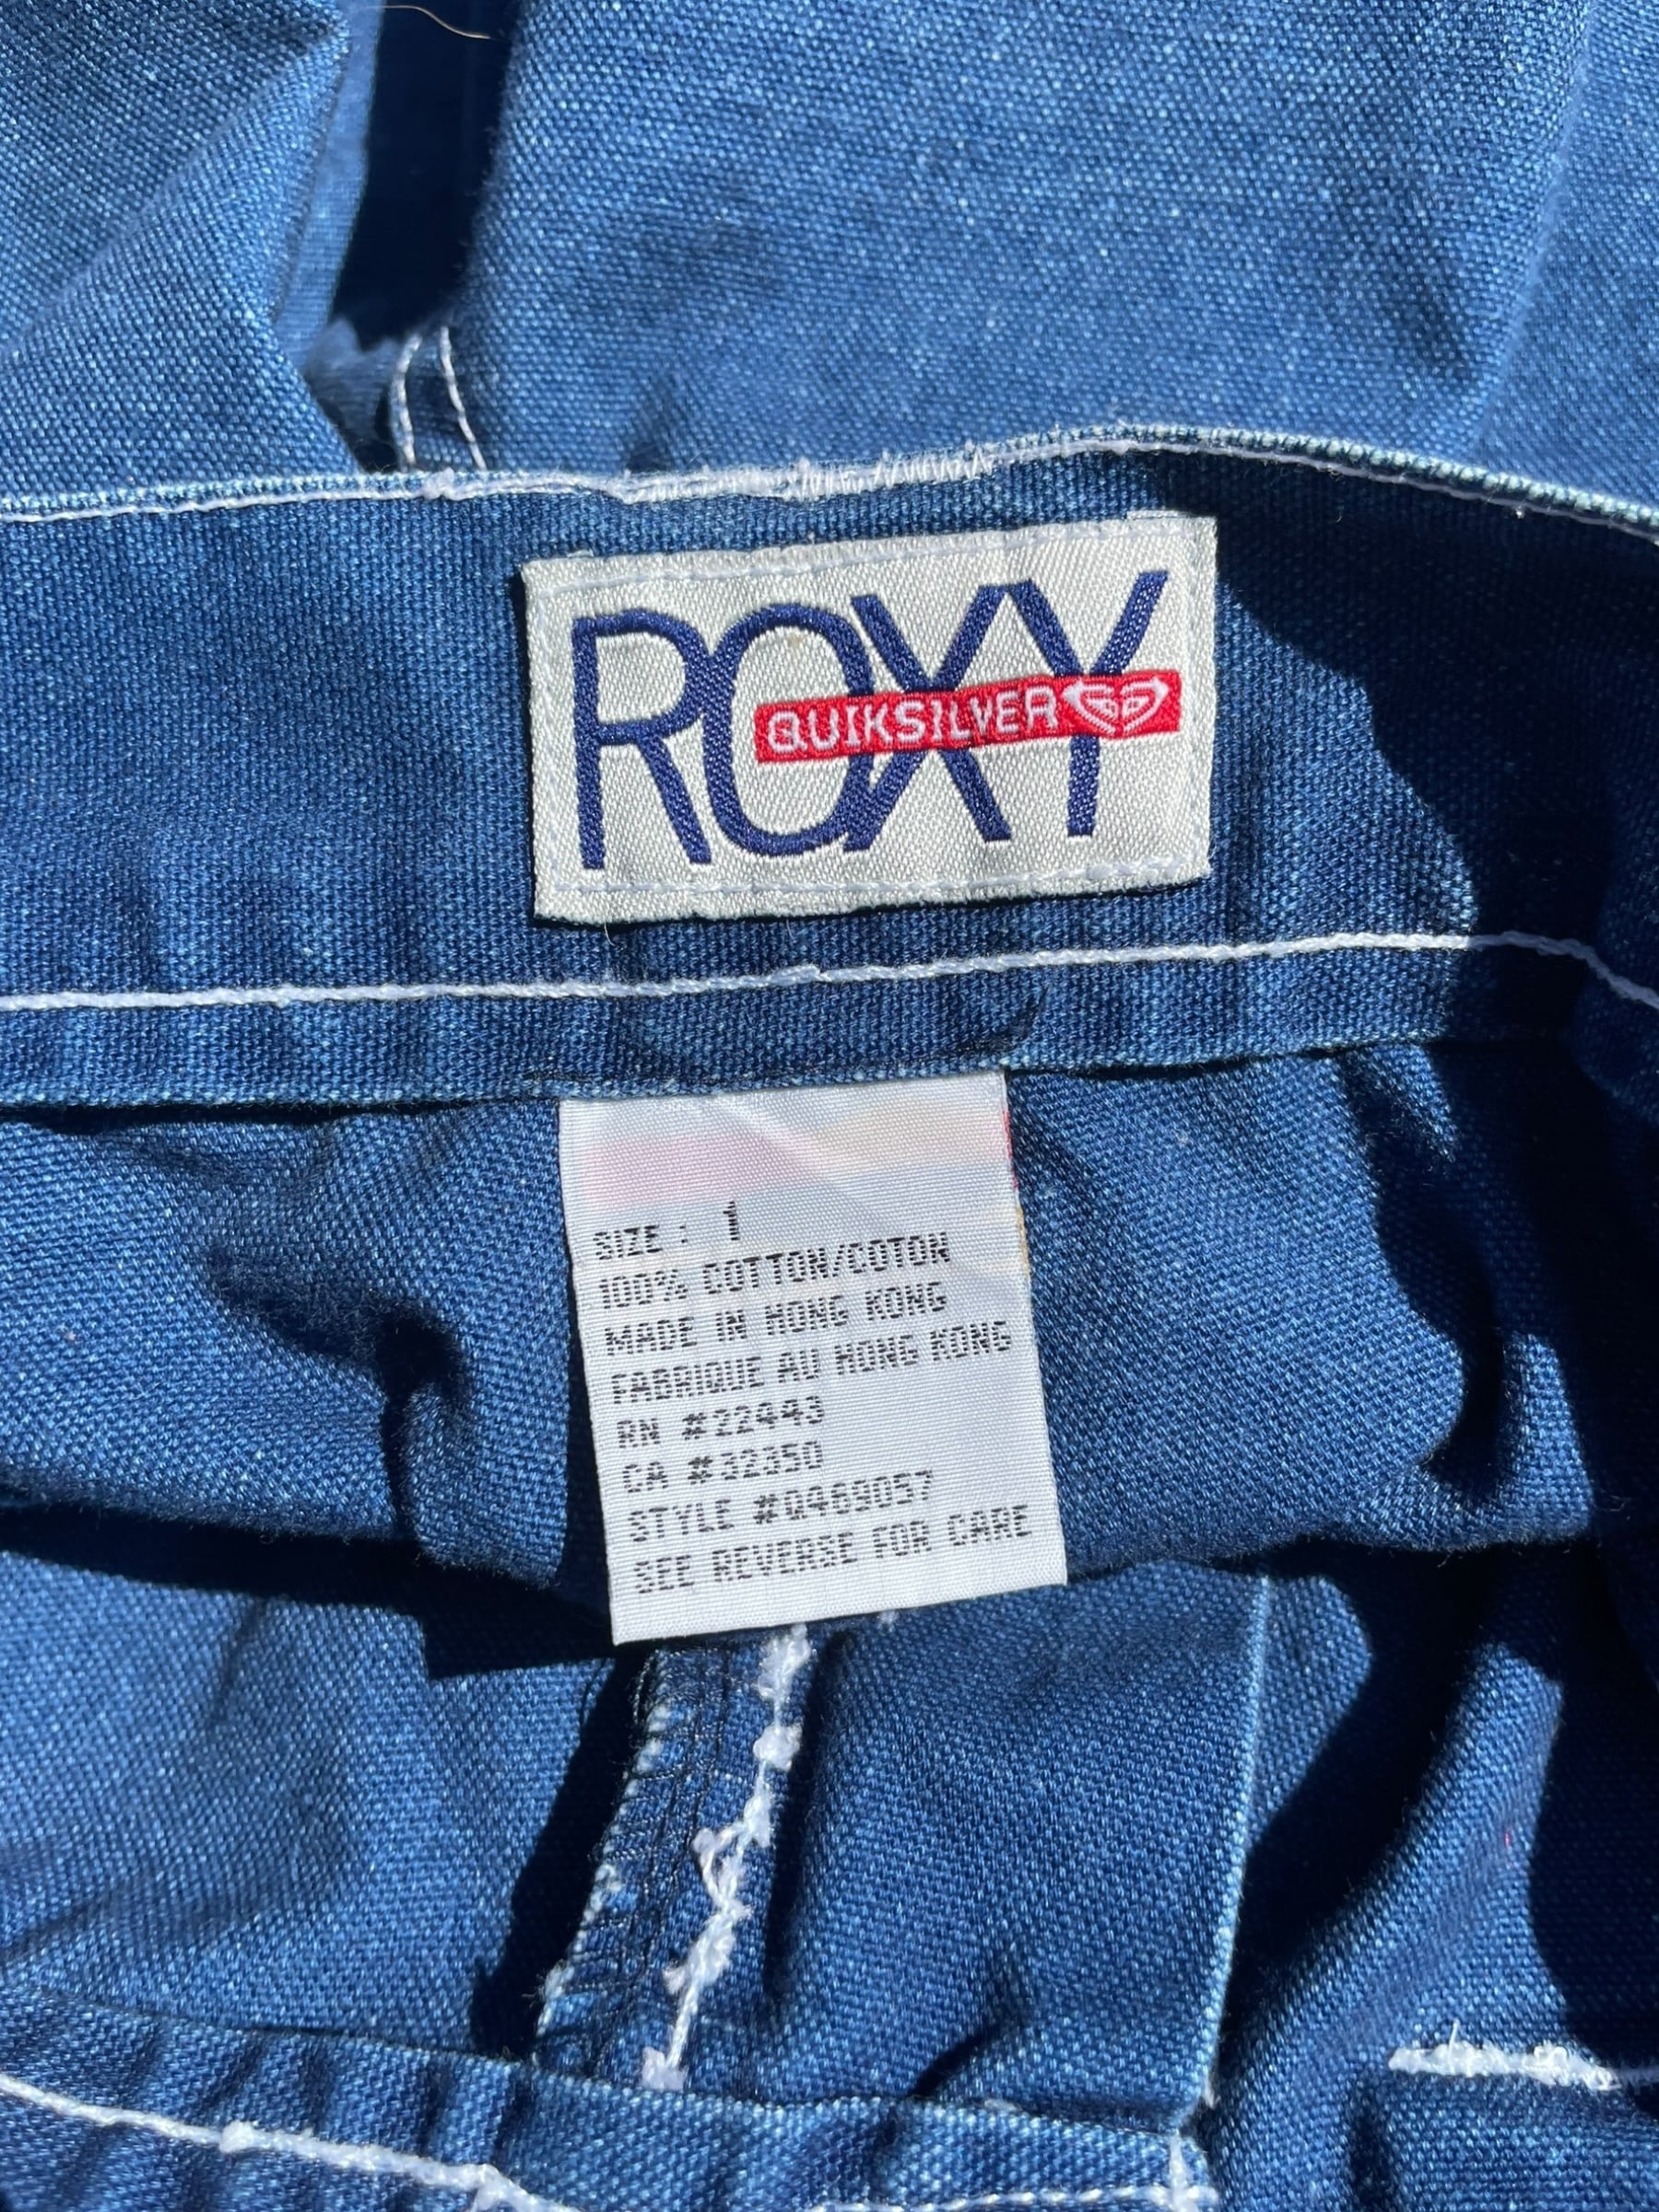 ROXY
QUIKSILVER
SIZE : 1
100% COTTON/COTON
MADE IN HONG KONG
FABRIQUE AU HONG KONG
RN #22443
CA #32350
STYLE #Q469057
SEE REVERSE FOR CARE